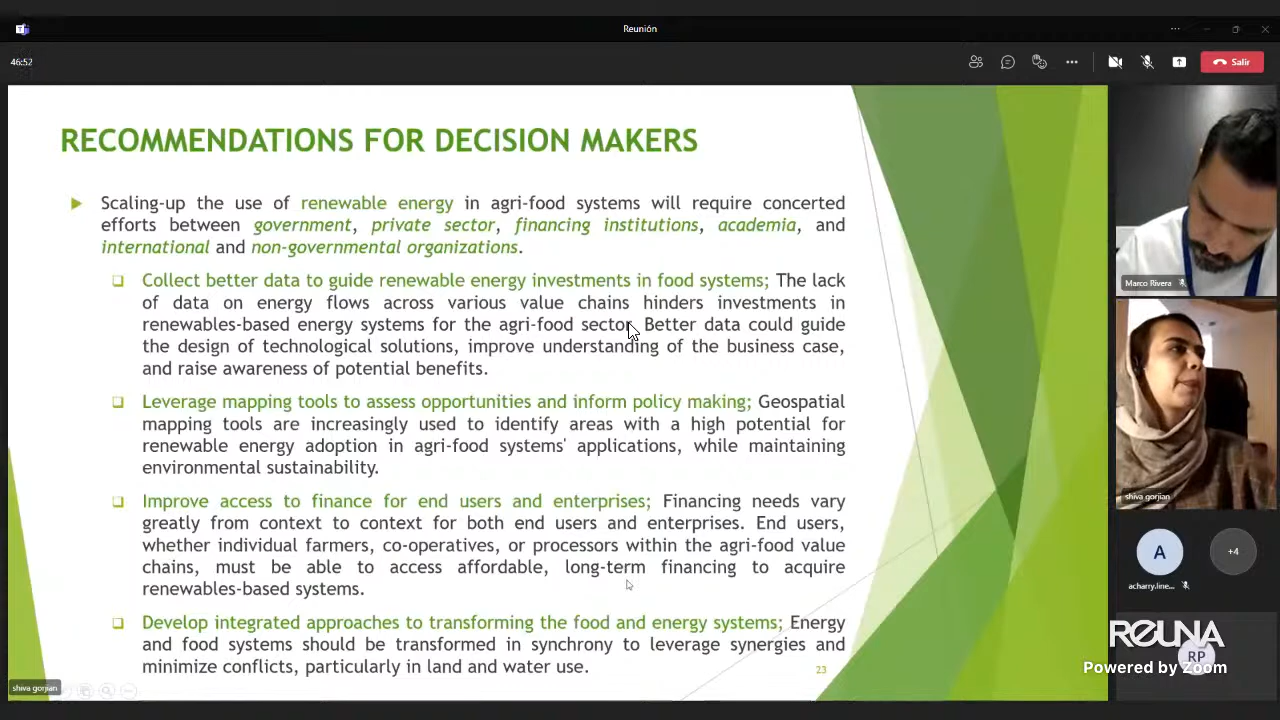 Reunión
46:52
Salir
RECOMMENDATIONS FOR DECISION MAKERS
Scaling-up the use of renewable energy in agri-food systems will require concerted
efforts between government, private sector, financing institutions, academia, and
international and non-governmental organizations.
Collect better data to guide renewable energy investments in food systems; The lack
of data on energy flows across various value chains hinders investments in
renewables-based energy systems for the agri-food sector. Better data could guide
the design of technological solutions, improve understanding of the business case,
and raise awareness of potential benefits.
Leverage mapping tools to assess opportunities and inform policy making; Geospatial
mapping tools are increasingly used to identify areas with a high potential for
renewable energy adoption in agri-food systems' applications, while maintaining
environmental sustainability.
Improve access to finance for end users and enterprises; Financing needs vary
greatly from context to context for both end users and enterprises. End users,
whether individual farmers, co-operatives, or processors within the agri-food value
chains, must be able to access affordable, long-term financing to acquire
renewables-based systems.
Develop integrated approaches to transforming the food and energy systems; Energy
and food systems should be transformed in synchrony to leverage synergies and
minimize conflicts, particularly in land and water use.
23
shiva gorjian
Marco Rivera
shiva gorjian
A
+4
acharry.line...
REUNA
RP
Powered by Zoom